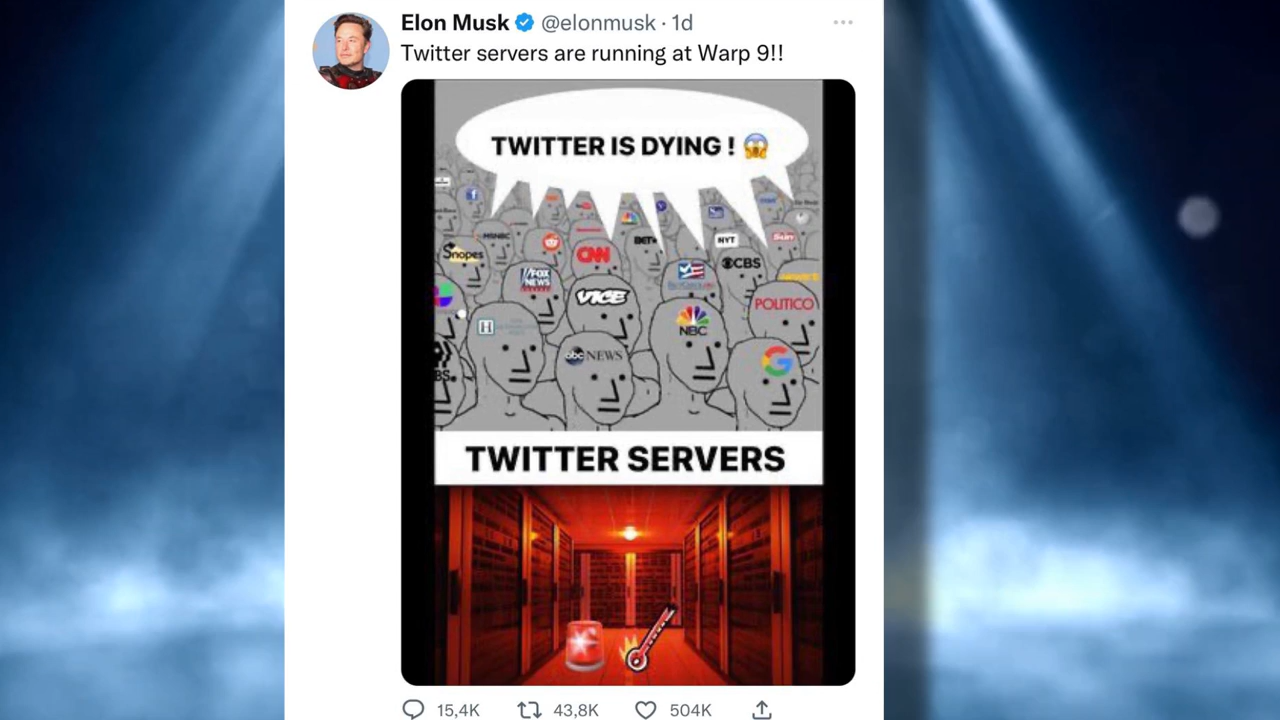 Elon Musk @elonmusk · 1d
Twitter servers are running at Warp 9!!
TWITTER IS DYING !
MSNBC
BET
NYT
Snopes
CNN
CBS
FOX
NEWS
VICE
POLITICO
NBC
H
abc NEWS
G
BS.
TWITTER SERVERS
15,4K 43,8K 504K